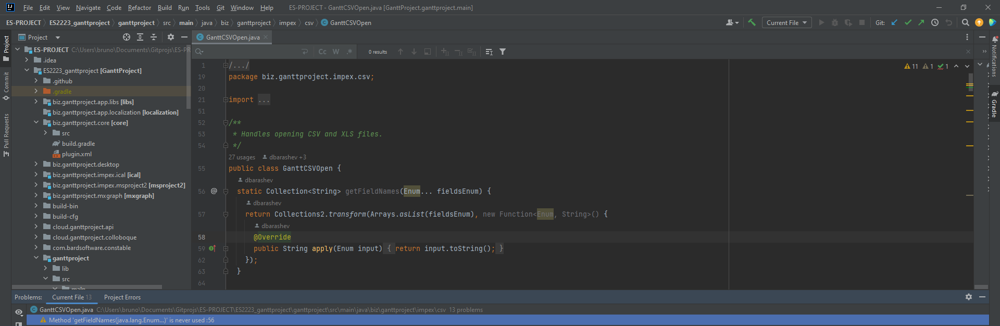 File Edit View Navigate Code Refactor Build Run Tools Git Window Help ES-PROJECT - GanttCSVOpen.java [GanttProject.ganttproject.main]
ES-PROJECT ES2223_ganttproject ganttproject src main java biz ganttproject impex csv GanttCSVOpen Current File Git:
Project
Project
GanttCSVOpen.java
ES-PROJECT C:\Users\bruno\Documents\Gitprojs\ES-PR
.idea
ES2223_ganttproject [GanttProject]
.github
.gradle
biz.ganttproject.app.libs [libs]
biz.ganttproject.app.localization [localization]
biz.ganttproject.core [core]
src
build.gradle
plugin.xml
biz.ganttproject.desktop
biz.ganttproject.impex.ical [ical]
biz.ganttproject.impex.msproject2 [msproject2]
biz.ganttproject.mxgraph [mxgraph]
build-bin
build-cfg
cloud.ganttproject.api
cloud.ganttproject.colloboque
com.bardsoftware.constable
ganttproject
lib
src
main
Commit
Pull Requests
Cc W .* 0 results
11 1 1
1 /.../
19 package biz.ganttproject.impex.csv;
20
21 import ...
51
52 /**
53 * Handles opening CSV and XLS files.
54 */
27 usages dbarashev +3
55 public class GanttCSVOpen {
dbarashev
56 @ static Collection<String> getFieldNames(Enum... fieldsEnum) {
dbarashev
57 return Collections2.transform(Arrays.asList(fieldsEnum), new Function<Enum, String>() {
dbarashev
58 @Override
59 public String apply(Enum input) { return input.toString(); }
62 });
63 }
64
Notifications
Gradle
Problems: Current File 13 Project Errors
GanttCSVOpen.java C:\Users\bruno\Documents\Gitprojs\ES-PROJECT\ES2223_ganttproject\ganttproject\src\main\java\biz\ganttproject\impex\csv 13 problems
Method 'getFieldNames(java.lang.Enum...)' is never used :56